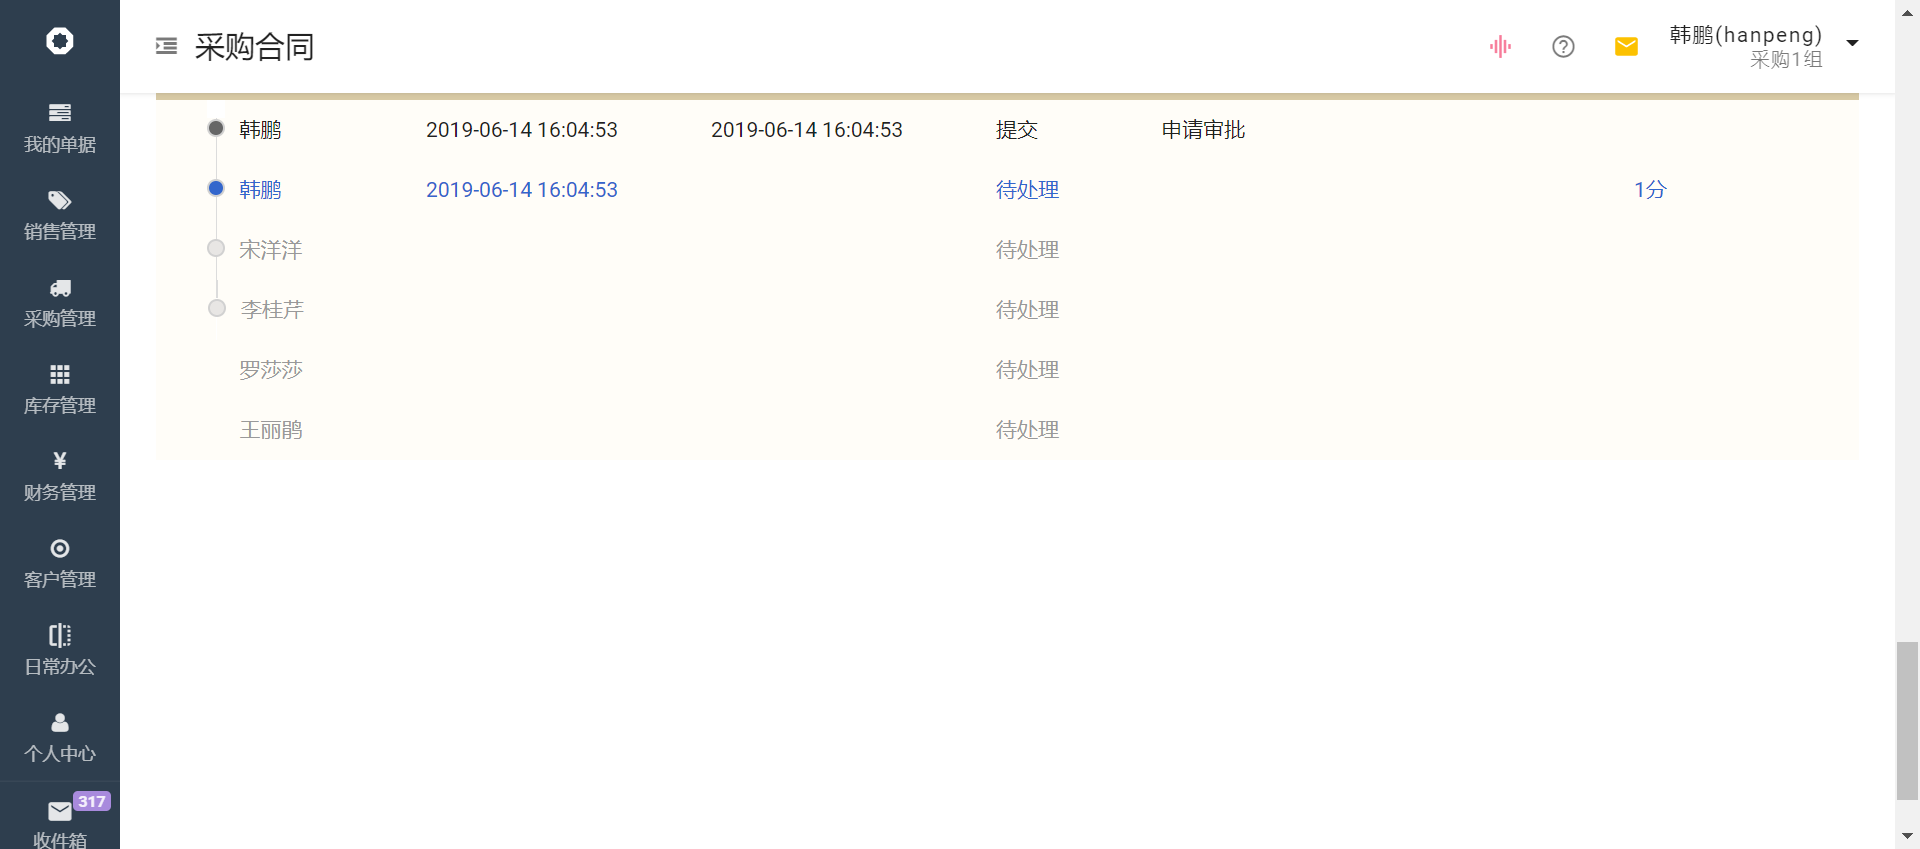 采购合同
韩鹏(hanpeng)
采购1组
我的单据
销售管理
采购管理
库存管理
财务管理
客户管理
日常办公
个人中心
317
收件箱
韩鹏 2019-06-14 16:04:53 2019-06-14 16:04:53 提交 申请审批
韩鹏 2019-06-14 16:04:53 待处理 1分
宋洋洋 待处理
李桂芹 待处理
罗莎莎 待处理
王丽鹃 待处理